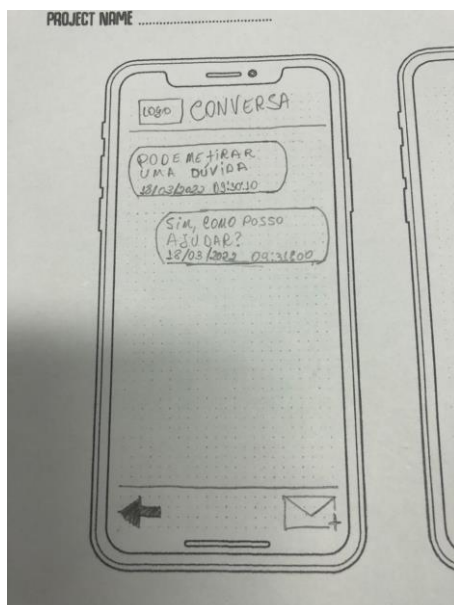 PROJECT NAME
LOGO CONVERSA
PODE ME TIRAR
UMA DÚVIDA
18/03/2022 09:30:10
SIM, COMO POSSO
AJUDAR?
18/03/2022 09:31:00